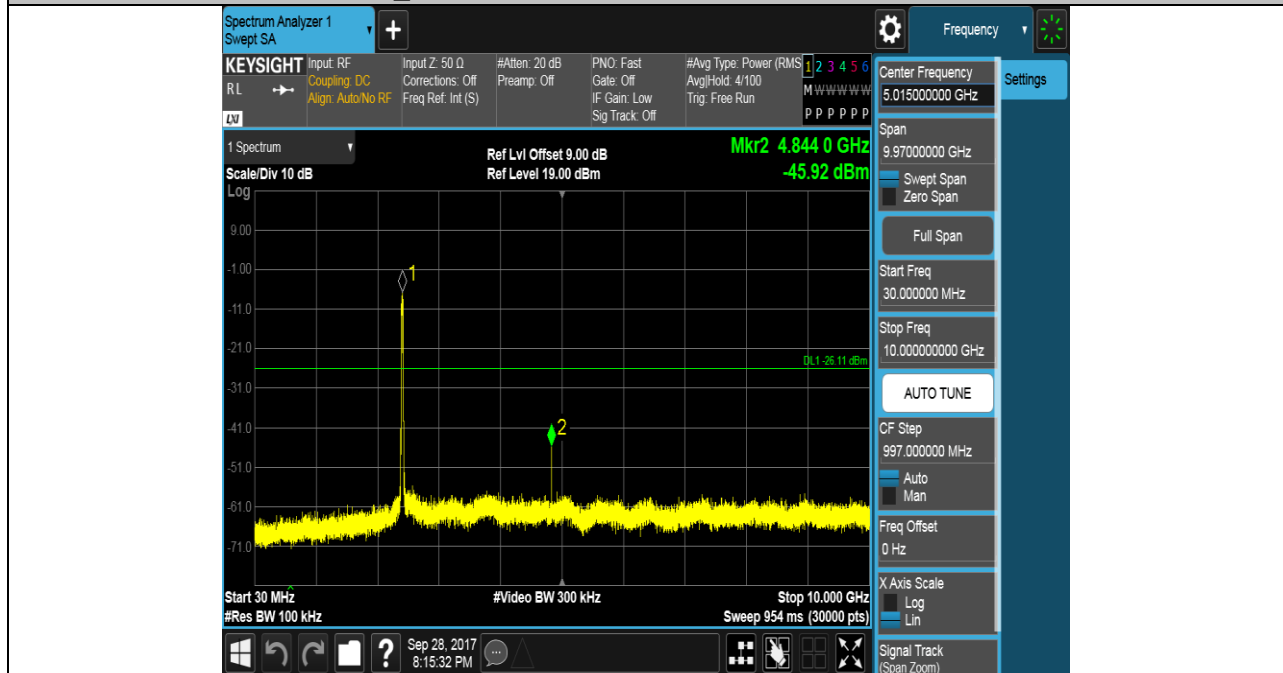 Spectrum Analyzer 1
Swept SA
+
Frequency
KEYSIGHT
RL
LXI
Input: RF
Coupling: DC
Align: Auto/No RF
Input Z: 50 Ω
Corrections: Off
Freq Ref: Int (S)
#Atten: 20 dB
Preamp: Off
PNO: Fast
Gate: Off
IF Gain: Low
Sig Track: Off
#Avg Type: Power (RMS
Avg|Hold: 4/100
Trig: Free Run
1 2 3 4 5 6
M W W W W W
P P P P P P
1 Spectrum
Scale/Div 10 dB
Ref Lvl Offset 9.00 dB
Ref Level 19.00 dBm
Mkr2 4.844 0 GHz
-45.92 dBm
Log
9.00
-1.00
-11.0
-21.0
-31.0
-41.0
-51.0
-61.0
-71.0
1
2
DL1 -26.11 dBm
Start 30 MHz
#Res BW 100 kHz
#Video BW 300 kHz
Stop 10.000 GHz
Sweep 954 ms (30000 pts)
?
Sep 28, 2017
8:15:32 PM
Center Frequency
5.015000000 GHz
Span
9.97000000 GHz
Swept Span
Zero Span
Full Span
Start Freq
30.000000 MHz
Stop Freq
10.000000000 GHz
AUTO TUNE
CF Step
997.000000 MHz
Auto
Man
Freq Offset
0 Hz
X Axis Scale
Log
Lin
Signal Track
(Span Zoom)
Settings